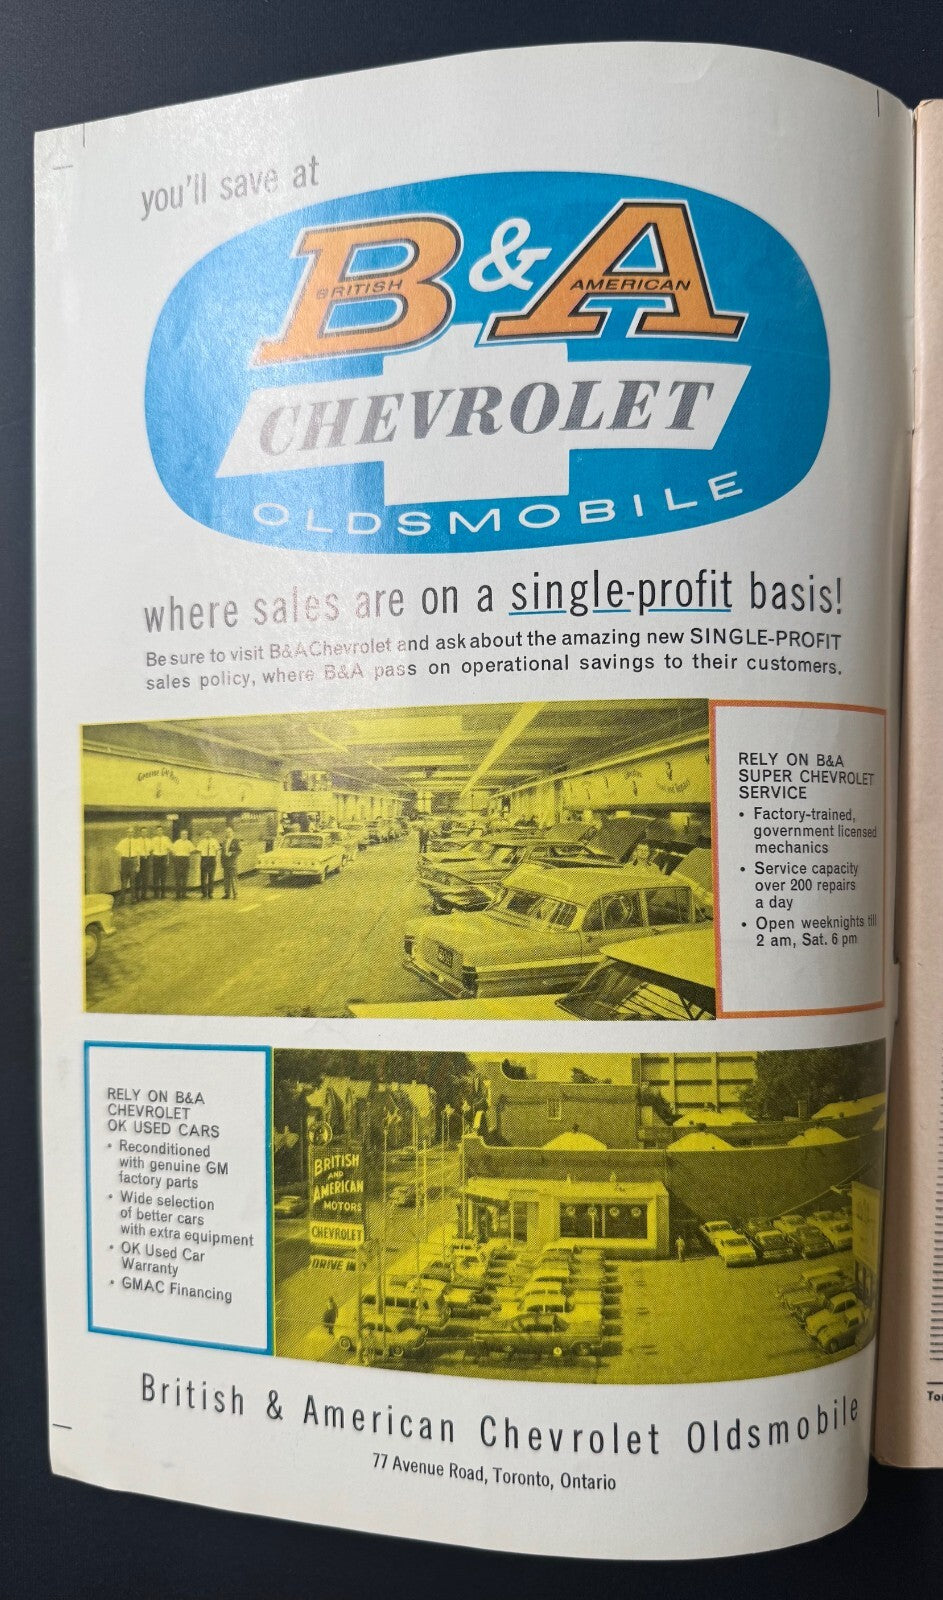 you'll save at
B & A
BRITISH AMERICAN
CHEVROLET
OLDSMOBILE
where sales are on a single-profit basis!
Be sure to visit B&A Chevrolet and ask about the amazing new SINGLE-PROFIT
sales policy, where B&A pass on operational savings to their customers.
RELY ON B&A
SUPER CHEVROLET
SERVICE
• Factory-trained,
government licensed
mechanics
• Service capacity
over 200 repairs
a day
• Open weeknights till
2 am, Sat. 6 pm
RELY ON B&A
CHEVROLET
OK USED CARS
• Reconditioned
with genuine GM
factory parts
• Wide selection
of better cars
with extra equipment
• OK Used Car
Warranty
• GMAC Financing
BRITISH
AND
AMERICAN
MOTORS
CHEVROLET
DRIVE IN
British & American Chevrolet Oldsmobile
77 Avenue Road, Toronto, Ontario